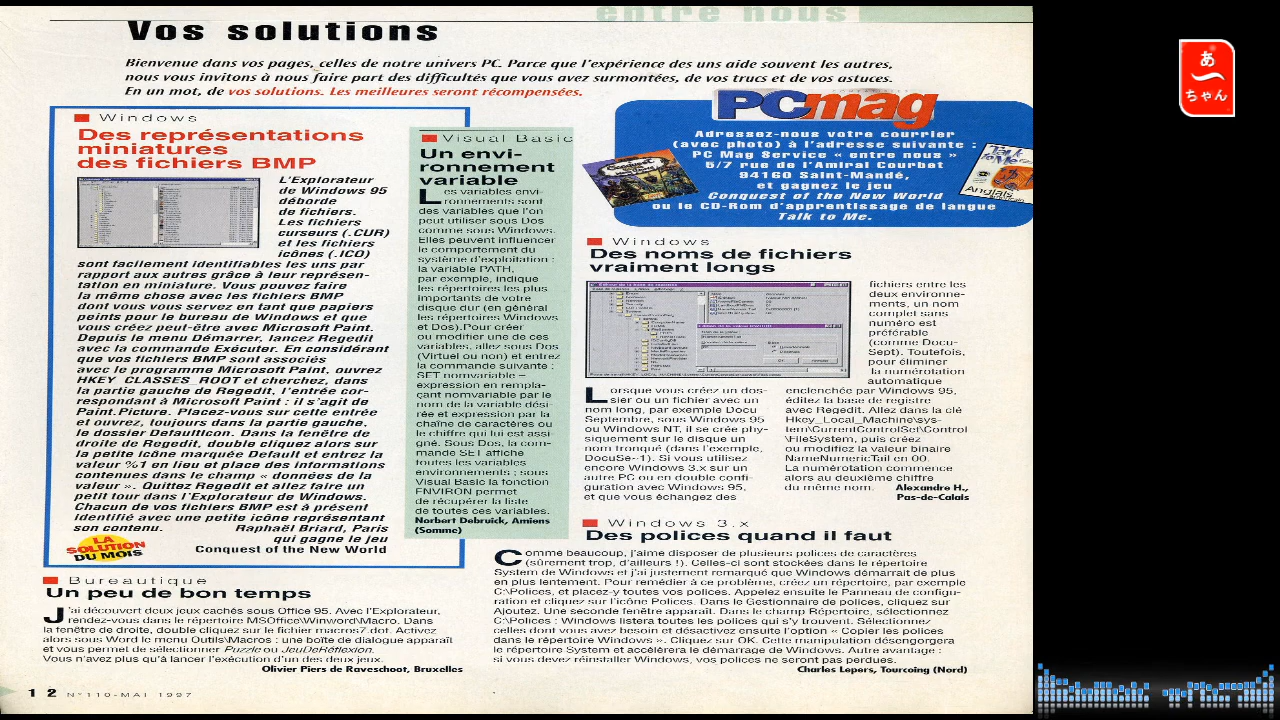 entre nous
Vos solutions
Bienvenue dans vos pages, celles de notre univers PC. Parce que l'expérience des uns aide souvent les autres,
nous vous invitons à nous faire part des difficultés que vous avez surmontées, de vos trucs et de vos astuces.
En un mot, de vos solutions. Les meilleures seront récompensées.
Windows
Des représentations
miniatures
des fichiers BMP
L'Explorateur
de Windows 95
déborde
de fichiers.
Les fichiers
curseurs (.CUR)
et les fichiers
icônes (.ICO)
sont facilement identifiables les uns par
rapport aux autres grâce à leur représen-
tation en miniature. Vous pouvez faire
la même chose avec les fichiers BMP
dont vous vous servez en tant que papiers
peints pour le bureau de Windows et que
vous créez peut-être avec Microsoft Paint.
Depuis le menu Démarrer, lancez Regedit
avec la commande Exécuter. En considérant
que vos fichiers BMP sont associés
avec le programme Microsoft Paint, ouvrez
HKEY_CLASSES_ROOT et cherchez, dans
la partie gauche de Regedit, l'entrée cor-
respondant à Microsoft Paint : il s'agit de
Paint.Picture. Placez-vous sur cette entrée
et ouvrez, toujours dans la partie gauche,
le dossier DefaultIcon. Dans la fenêtre de
droite de Regedit, double cliquez alors sur
la petite icône marquée Default et entrez la
valeur %1 en lieu et place des informations
contenues dans le champ « données de la
valeur ». Quittez Regedit et allez faire un
petit tour dans l'Explorateur de Windows.
Chacun de vos fichiers BMP est à présent
identifié avec une petite icône représentant
son contenu. Raphaël Briard, Paris
qui gagne le jeu
Conquest of the New World
LA
SOLUTION
DU MOIS
Visual Basic
Un envi-
ronnement
variable
Les variables envi-
ronnements sont
des variables que l'on
peut utiliser sous Dos
comme sous Windows.
Elles peuvent influencer
le comportement du
système d'exploitation :
la variable PATH,
par exemple, indique
les répertoires les plus
importants de votre
disque dur (en général
les répertoires Windows
et Dos).Pour créer
ou modifier une de ces
variables, allez sous Dos
(Virtuel ou non) et entrez
la commande suivante :
SET nomvariable =
expression en rempla-
çant nomvariable par le
nom de la variable dési-
rée et expression par la
chaîne de caractères ou
le chiffre qui lui est assi-
gné. Sous Dos, la com-
mande SET affiche
toutes les variables
environnements ; sous
Visual Basic la fonction
ENVIRON permet
de récupérer la liste
de toutes ces variables.
Norbert Debruick, Amiens
(Somme)
PCmag
Adressez-nous votre courrier
(avec photo) à l'adresse suivante :
PC Mag Service « entre nous »
5/7 rue de l'Amiral Courbet
94160 Saint-Mandé,
et gagnez le jeu
Conquest of the New World
ou le CD-Rom d'apprentissage de langue
Talk to Me.
Talk
to Me
Anglais
Windows
Des noms de fichiers
vraiment longs
Lorsque vous créez un dos-
sier ou un fichier avec un
nom long, par exemple Docu
Septembre, sous Windows 95
ou Windows NT, il se crée phy-
siquement sur le disque un
nom tronqué (dans l'exemple,
DocuSe~1). Si vous utilisez
encore Windows 3.x sur un
autre PC ou en double confi-
guration avec Windows 95,
et que vous échangez des
fichiers entre les
deux environne-
ments, un nom
complet sans
numéro est
préférable
(comme Docu-
Sept). Toutefois,
pour éliminer
la numérotation
automatique
enclenchée par Windows 95,
éditez la base de registre
avec Regedit. Allez dans la clé
Hkey_Local_Machine\sys-
tem\CurrentControlSet\Control
\FileSystem, puis créez
ou modifiez la valeur binaire
NameNumericTail en 00.
La numérotation commence
alors au deuxième chiffre
du même nom. Alexandre H.,
Pas-de-Calais
Windows 3.x
Des polices quand il faut
Comme beaucoup, j'aime disposer de plusieurs polices de caractères
(sûrement trop, d'ailleurs !). Celles-ci sont stockées dans le répertoire
System de Windows et j'ai justement remarqué que Windows démarrait de plus
en plus lentement. Pour remédier à ce problème, créez un répertoire, par exemple
C:\Polices, et placez-y toutes vos polices. Appelez ensuite le Panneau de configu-
ration et cliquez sur l'icône Polices. Dans le Gestionnaire de polices, cliquez sur
Ajoutez. Une seconde fenêtre apparaît. Dans le champ Répertoire, sélectionnez
C:\Polices : Windows listera toutes les polices qui s'y trouvent. Sélectionnez
celles dont vous avez besoin et désactivez ensuite l'option « Copier les polices
dans le répertoire Windows ». Cliquez sur OK. Cette manipulation désengorgera
le répertoire System et accélérera le démarrage de Windows. Autre avantage :
si vous devez réinstaller Windows, vos polices ne seront pas perdues.
Charles Lepers, Tourcoing (Nord)
Bureautique
Un peu de bon temps
J'ai découvert deux jeux cachés sous Office 95. Avec l'Explorateur,
rendez-vous dans le répertoire MSOffice\Winword\Macro. Dans
la fenêtre de droite, double cliquez sur le fichier macros7.dot. Activez
alors sous Word le menu Outils\Macros : une boîte de dialogue apparaît
et vous permet de sélectionner Puzzle ou JeuDeRéflexion.
Vous n'avez plus qu'à lancer l'exécution d'un des deux jeux.
Olivier Piers de Raveschoot, Bruxelles
12 N°110-MAI 1997
あ
ー
ちゃん